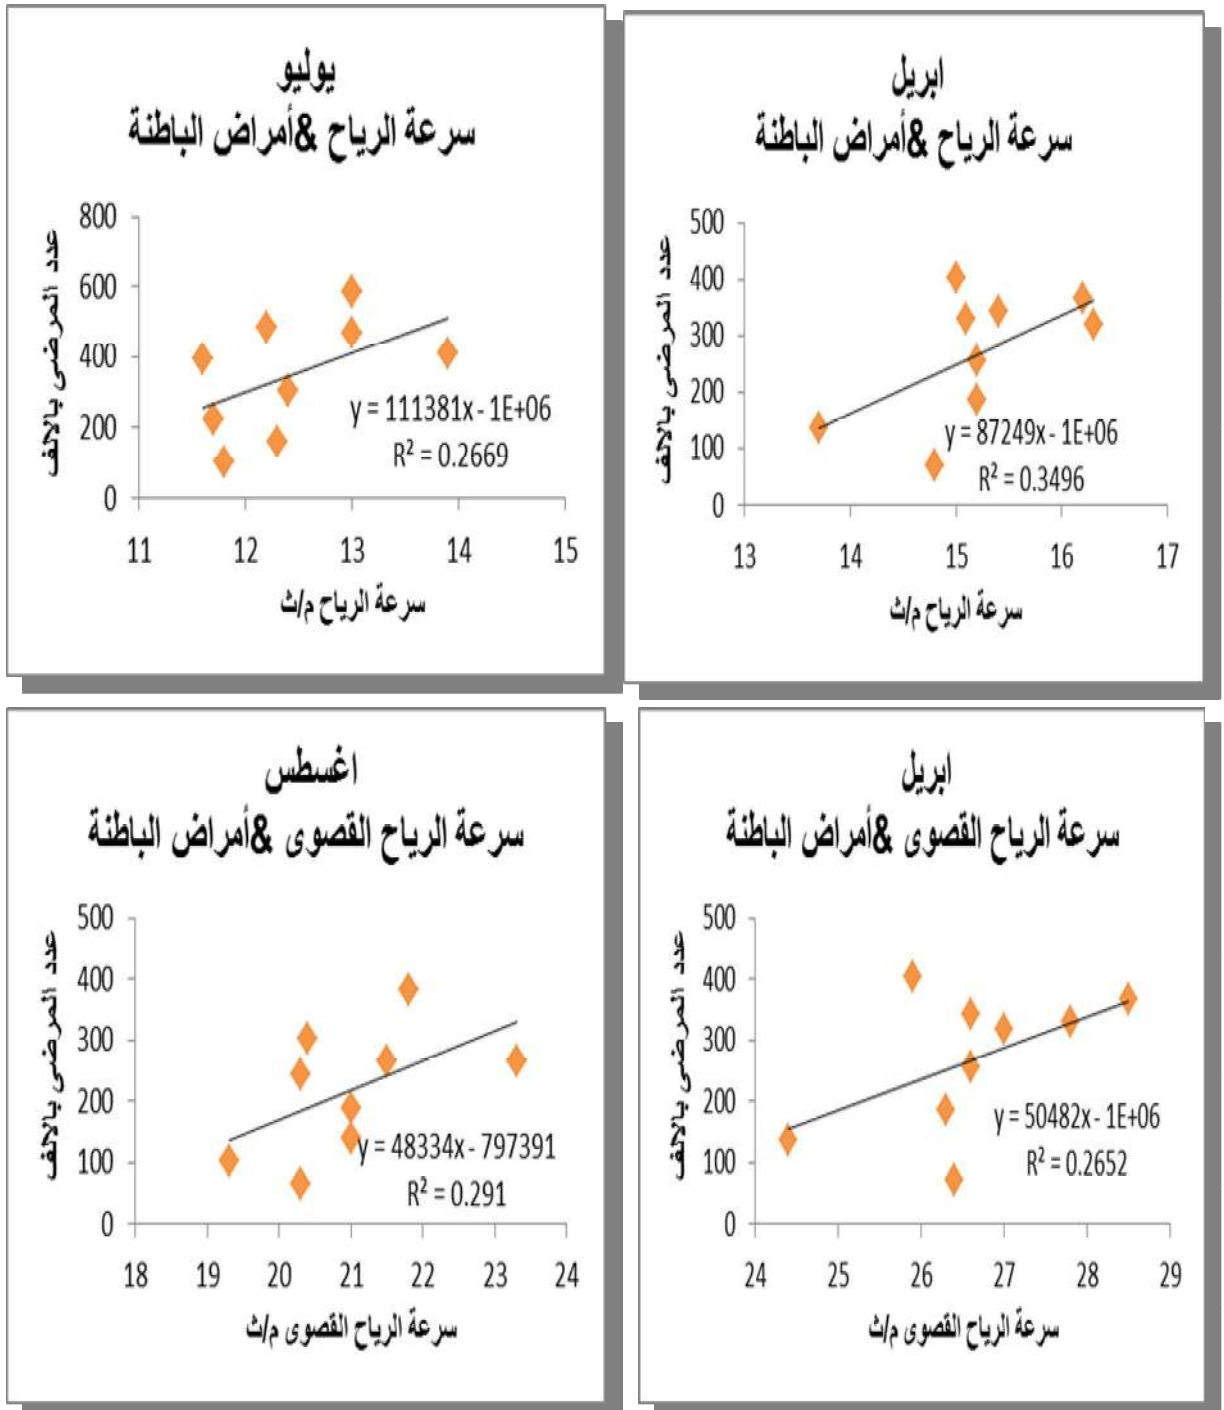 ابريل
سرعة الرياح &أمراض الباطنة
عدد المرضى بالالف
500
400
300
200
100
0
y = 87249x - 1E+06
R² = 0.3496
13 14 15 16 17
سرعة الرياح م/ث
يوليو
سرعة الرياح &أمراض الباطنة
عدد المرضى بالالف
800
600
400
200
0
y = 111381x - 1E+06
R² = 0.2669
11 12 13 14 15
سرعة الرياح م/ث
ابريل
سرعة الرياح القصوى &أمراض الباطنة
عدد المرضى بالالف
500
400
300
200
100
0
y = 50482x - 1E+06
R² = 0.2652
24 25 26 27 28 29
سرعة الرياح القصوى م/ث
اغسطس
سرعة الرياح القصوى &أمراض الباطنة
عدد المرضى بالالف
500
400
300
200
100
0
y = 48334x - 797391
R² = 0.291
18 19 20 21 22 23 24
سرعة الرياح القصوى م/ث